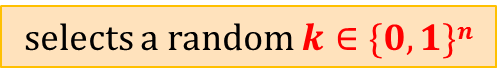 selects a random k ∈ {0,1}ⁿ